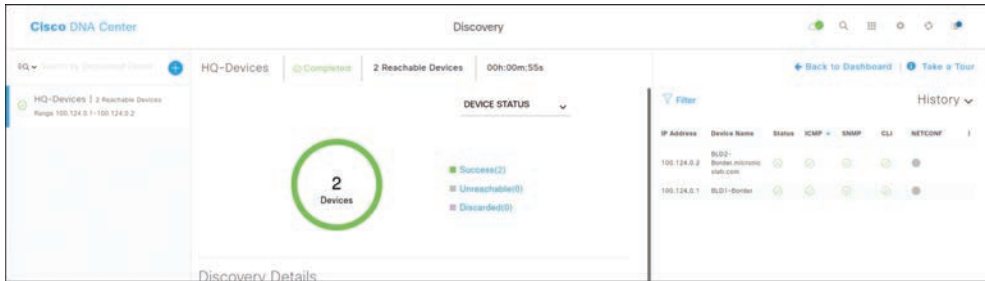 Cisco DNA Center
Discovery
EQ
HQ-Devices
Completed
2 Reachable Devices
00h:00m:55s
Back to Dashboard
Take a Tour
HQ-Devices | 2 Reachable Devices
Range 100.124.0.1-100.124.0.2
DEVICE STATUS
2
Devices
Success(2)
Unreachable(0)
Discarded(0)
Filter
History
IP Address Device Name Status ICMP SNMP CLI NETCONF
100.124.0.2
BLD2-
Border.micronic
slab.com
100.124.0.1 BLD1-Border
Discovery Details